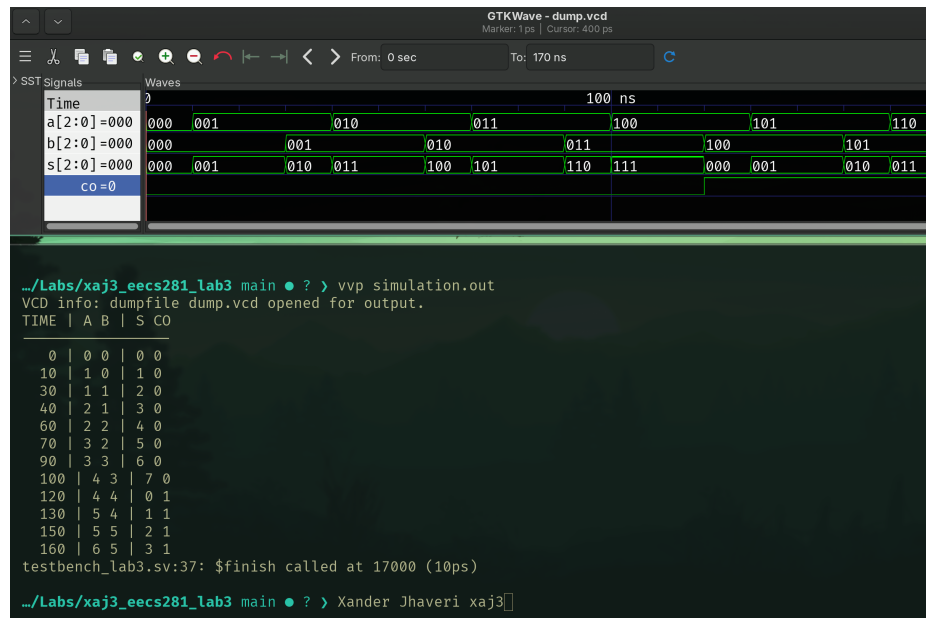 GTKWave - dump.vcd
Marker: 1 ps | Cursor: 400 ps
From: 0 sec To: 170 ns
SST Signals Waves
Time 0 100 ns
a[2:0]=000 000 001 010 011 100 101 110
b[2:0]=000 000 001 010 011 100 101
s[2:0]=000 000 001 010 011 100 101 110 111 000 001 010 011
co=0
…/Labs/xaj3_eecs281_lab3 main ● ? ❯ vvp simulation.out
VCD info: dumpfile dump.vcd opened for output.
TIME | A B | S CO
0 | 0 0 | 0 0
10 | 1 0 | 1 0
30 | 1 1 | 2 0
40 | 2 1 | 3 0
60 | 2 2 | 4 0
70 | 3 2 | 5 0
90 | 3 3 | 6 0
100 | 4 3 | 7 0
120 | 4 4 | 0 1
130 | 5 4 | 1 1
150 | 5 5 | 2 1
160 | 6 5 | 3 1
testbench_lab3.sv:37: $finish called at 17000 (10ps)
…/Labs/xaj3_eecs281_lab3 main ● ? ❯ Xander Jhaveri xaj3